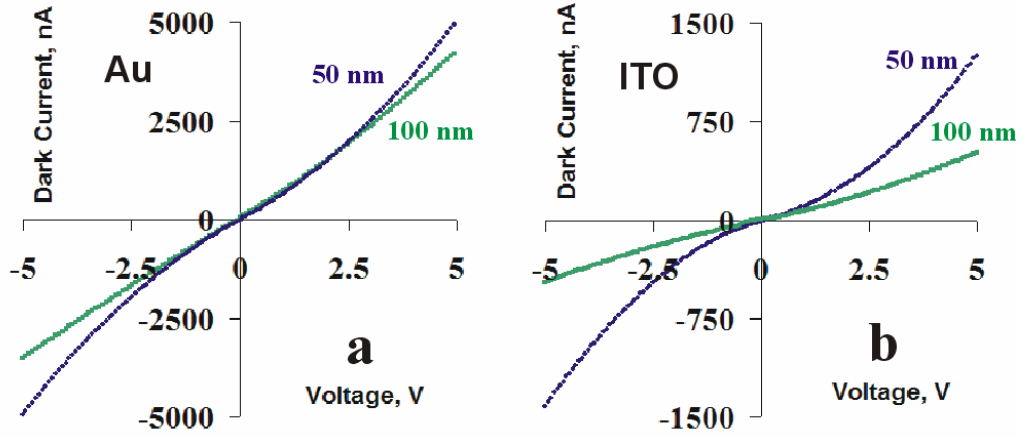 Dark Current, nA
5000
2500
0
-2500
-5000
-5
-2.5
0
2.5
5
Au
50 nm
100 nm
a
Voltage, V
Dark Current, nA
1500
750
0
-750
-1500
-5
-2.5
0
2.5
5
ITO
50 nm
100 nm
b
Voltage, V